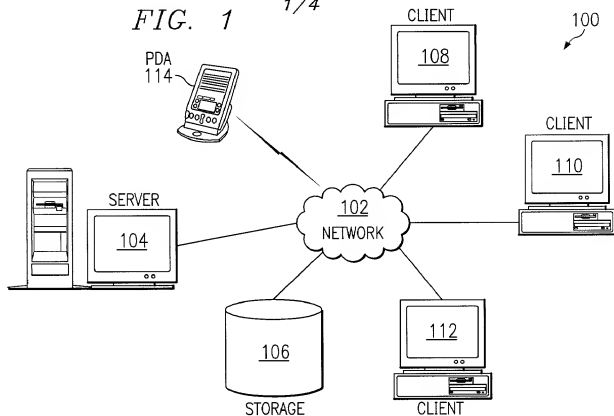 FIG. 1
1/4
CLIENT
100
PDA
114
108
CLIENT
110
SERVER
102
NETWORK
104
112
106
STORAGE
CLIENT